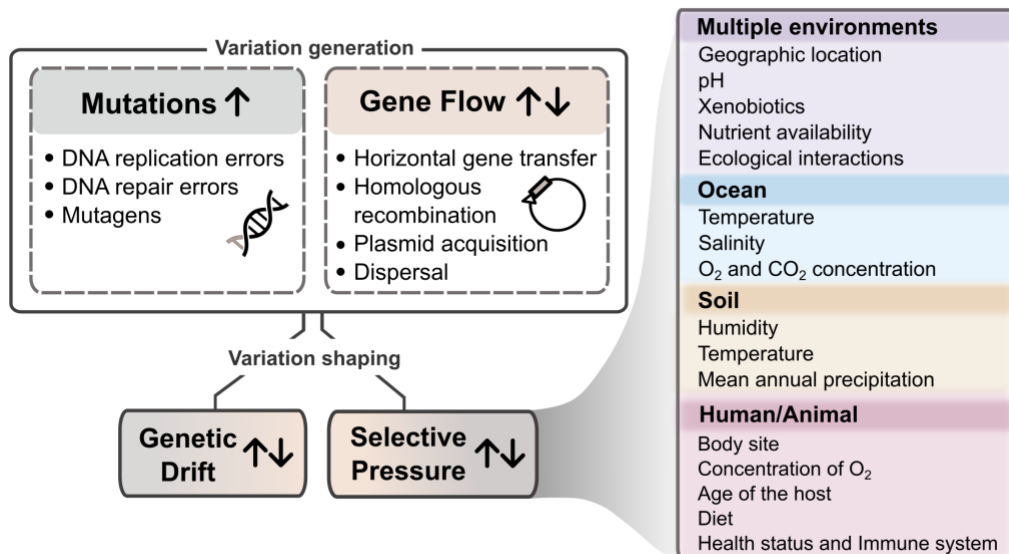 Variation generation
Mutations ↑
• DNA replication errors
• DNA repair errors
• Mutagens
Gene Flow ↑↓
• Horizontal gene transfer
• Homologous
recombination
• Plasmid acquisition
• Dispersal
Variation shaping
Genetic
Drift ↑↓
Selective
Pressure ↑↓
Multiple environments
Geographic location
pH
Xenobiotics
Nutrient availability
Ecological interactions
Ocean
Temperature
Salinity
O₂ and CO₂ concentration
Soil
Humidity
Temperature
Mean annual precipitation
Human/Animal
Body site
Concentration of O₂
Age of the host
Diet
Health status and Immune system